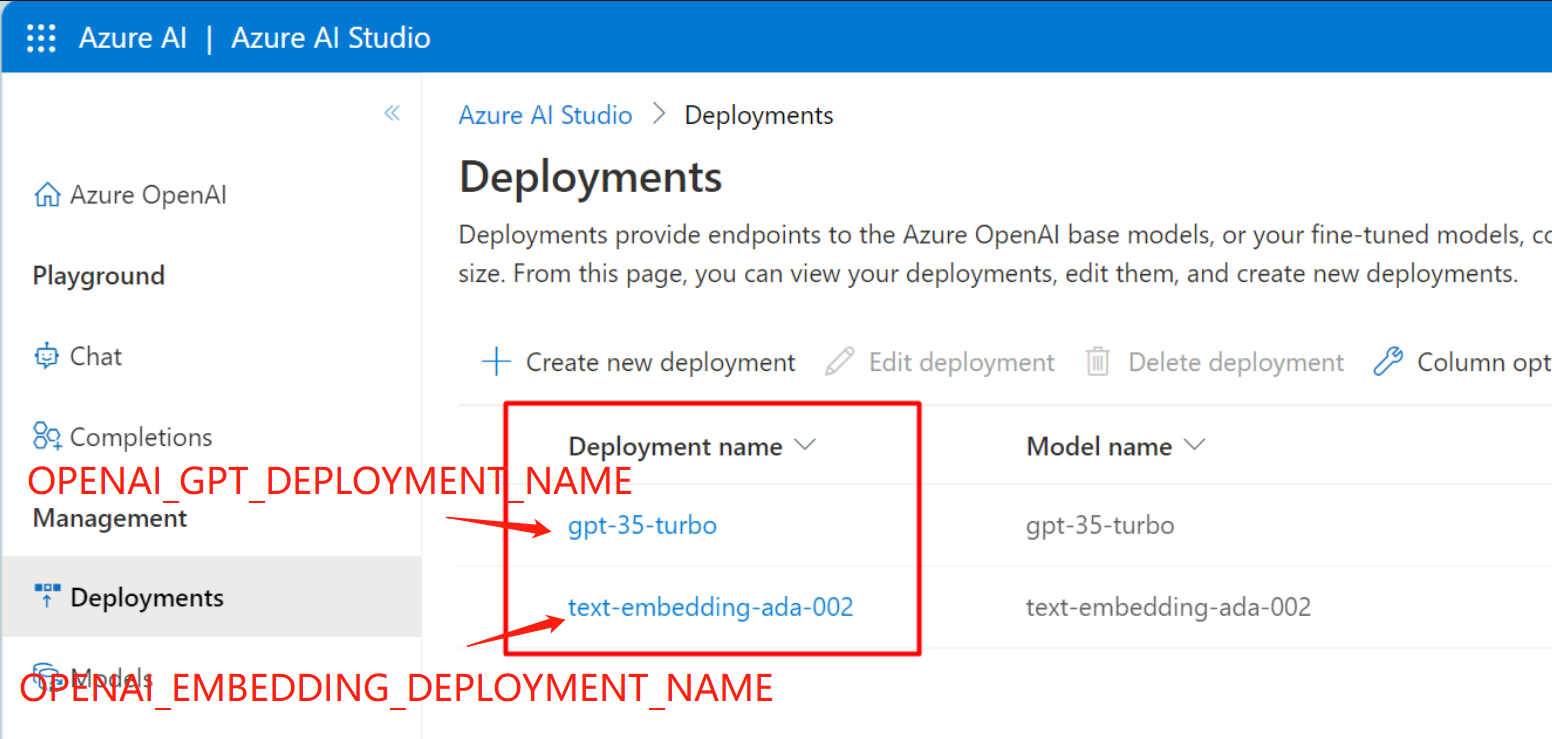 Azure AI | Azure AI Studio
Azure AI Studio > Deployments
Deployments
Azure OpenAI
Deployments provide endpoints to the Azure OpenAI base models, or your fine-tuned models, co
size. From this page, you can view your deployments, edit them, and create new deployments.
Playground
Chat
Create new deployment Edit deployment Delete deployment Column opt
Completions
Deployment name Model name
OPENAI_GPT_DEPLOYMENT_NAME
Management
gpt-35-turbo gpt-35-turbo
Deployments
text-embedding-ada-002 text-embedding-ada-002
Models
OPENAI_EMBEDDING_DEPLOYMENT_NAME